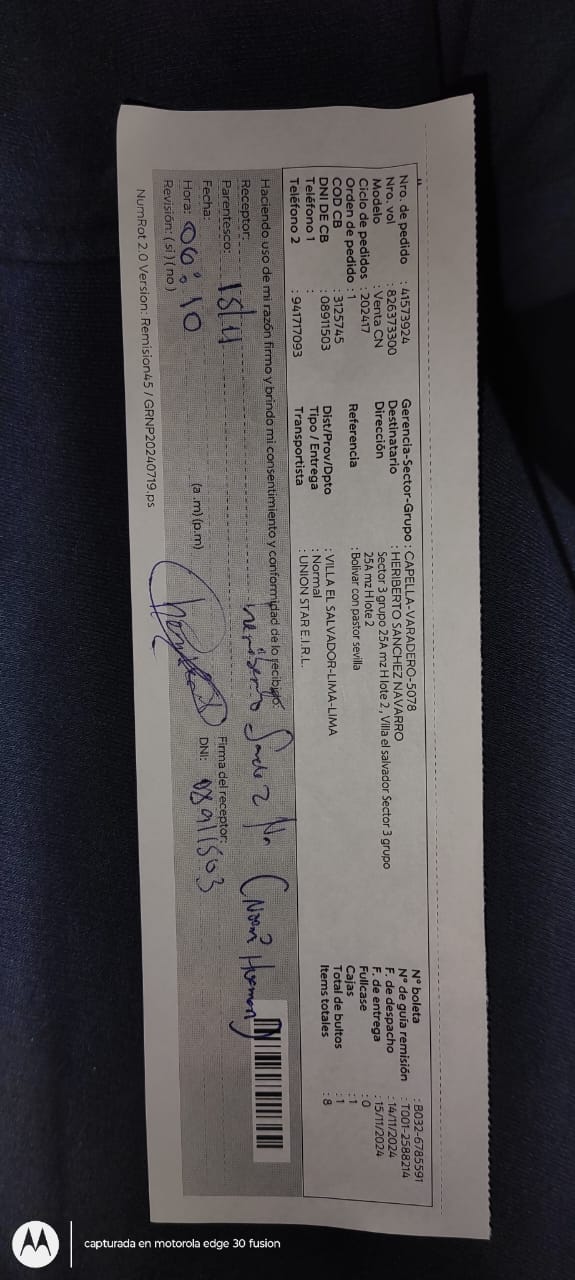 Nro. de pedido : 41573924
Nro. vol : 826373300
Modelo : Venta CN
Ciclo de pedidos : 202417
Orden de pedido : 1
COD CB : 3125745
DNI DE CB : 08911503
Teléfono 1 :
Teléfono 2 : 941717093
Gerencia-Sector-Grupo : CAPELLA-VARADERO-5078
Destinatario : HERIBERTO SANCHEZ NAVARRO
Dirección : Sector 3 grupo 25A mz H lote 2 , Villa el salvador Sector 3 grupo
25A mz H lote 2
Referencia : Bolivar con pastor sevilla
Dist/Prov/Dpto : VILLA EL SALVADOR-LIMA-LIMA
Tipo / Entrega : Normal
Transportista : UNION STAR E.I.R.L.
N° boleta : B032-6785591
N° de guía remisión : T001-2588214
F. de despacho : 14/11/2024
F. de entrega : 15/11/2024
Fullcase : 0
Cajas : 1
Total de bultos : 1
Items totales : 8
Haciendo uso de mi razón firmo y brindo mi consentimiento y conformidad de lo recibido:
Receptor: heriberto
Parentesco:
Firma del receptor:
Fecha: 15/11
DNI: 08911503
Hora: 06:10 (a .m) (p.m)
Revisión: ( si ) ( no )
NumRot 2.0 Version: Remision45 / GRNP20240719.ps
capturada en motorola edge 30 fusion